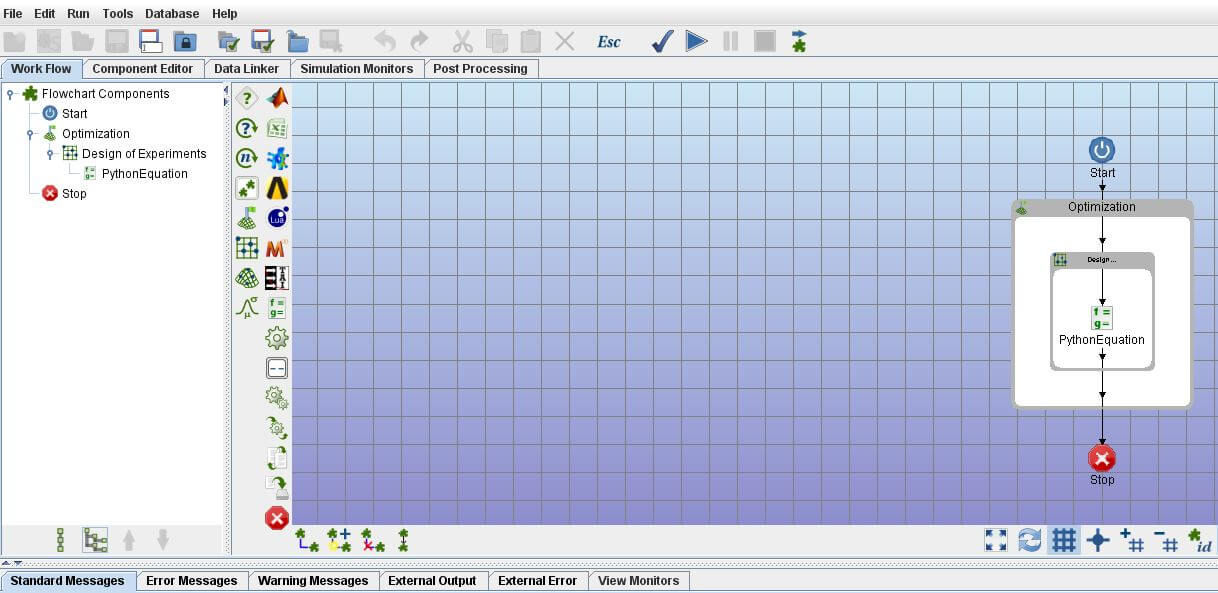 File Edit Run Tools Database Help
Esc
Work Flow Component Editor Data Linker Simulation Monitors Post Processing
Flowchart Components
Start
Optimization
Design of Experiments
f = g=
PythonEquation
Stop
?
?
n
Lua
M
μ σ
f =
g=
Start
Optimization
Design ...
f =
g=
PythonEquation
Stop
id
Standard Messages Error Messages Warning Messages External Output External Error View Monitors